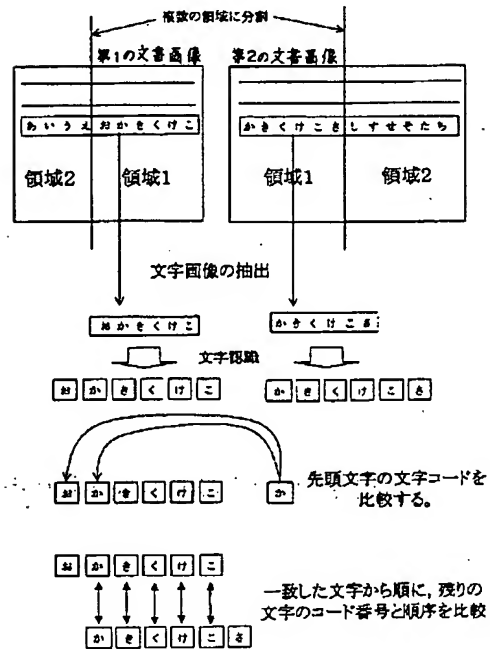 複数の領域に分割
第1の文書画像 第2の文書画像
あいうえおかきくけこ かきくけこさしすせそたち
領域2 領域1 領域1 領域2
文字画像の抽出
おかきくけこ かきくけこさ
文字認識
おかきくけこ かきくけこさ
おかきくけこ か
先頭文字の文字コードを
比較する。
おかきくけこ
かきくけこさ
一致した文字から順に,残りの
文字のコード番号と順序を比較